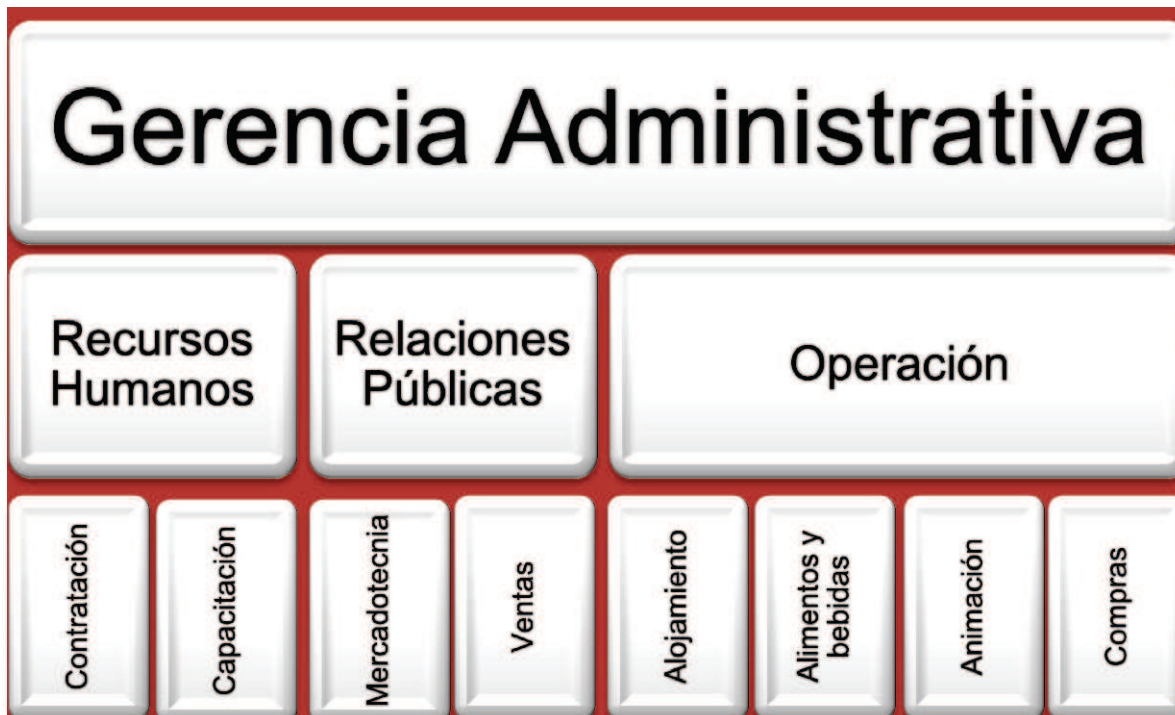 Gerencia Administrativa
Recursos
Humanos
Relaciones
Públicas
Operación
Contratación
Capacitación
Mercadotecnia
Ventas
Alojamiento
Alimentos y
bebidas
Animación
Compras